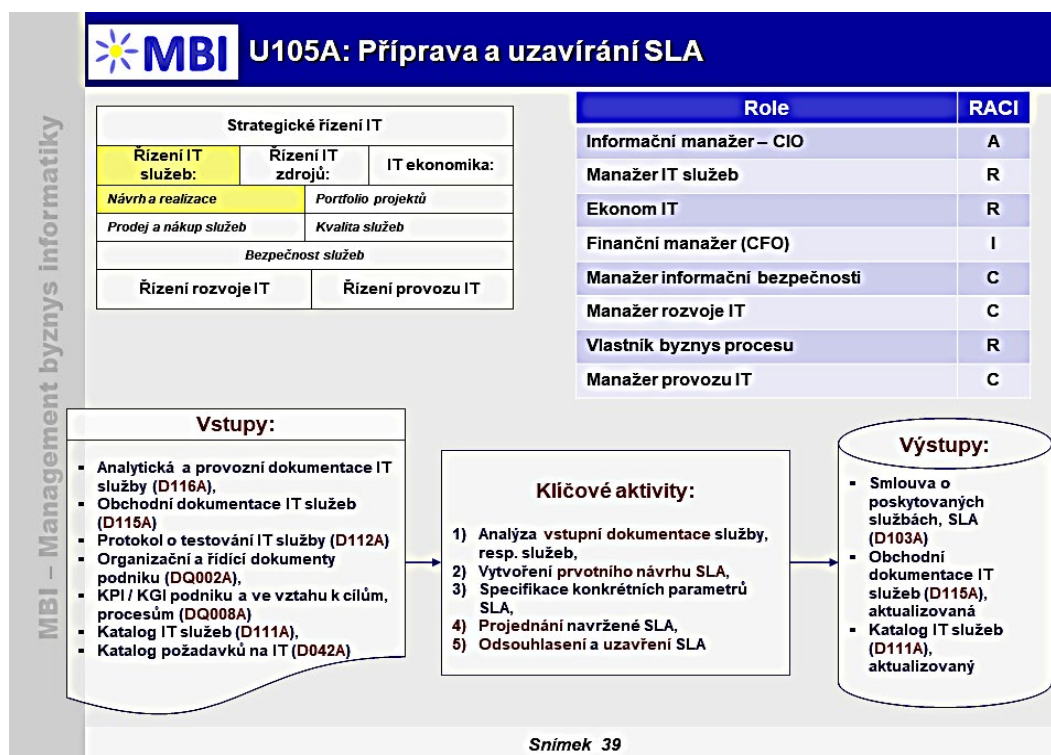 MBI
U105A: Příprava a uzavírání SLA
MBI – Management byznys informatiky
Strategické řízení IT
Řízení IT
služeb:
Řízení IT
zdrojů:
IT ekonomika:
Návrh a realizace
Portfolio projektů
Prodej a nákup služeb
Kvalita služeb
Bezpečnost služeb
Řízení rozvoje IT
Řízení provozu IT
Role RACI
Informační manažer – CIO A
Manažer IT služeb R
Ekonom IT R
Finanční manažer (CFO) I
Manažer informační bezpečnosti C
Manažer rozvoje IT C
Vlastník byznys procesu R
Manažer provozu IT C
Vstupy:
▪ Analytická a provozní dokumentace IT
služby (D116A),
▪ Obchodní dokumentace IT služeb
(D115A)
▪ Protokol o testování IT služby (D112A)
▪ Organizační a řídící dokumenty
podniku (DQ002A),
▪ KPI / KGI podniku a ve vztahu k cílům,
procesům (DQ008A)
▪ Katalog IT služeb (D111A),
▪ Katalog požadavků na IT (D042A)
Klíčové aktivity:
1) Analýza vstupní dokumentace služby,
resp. služeb,
2) Vytvoření prvotního návrhu SLA,
3) Specifikace konkrétních parametrů
SLA,
4) Projednání navržené SLA,
5) Odsouhlasení a uzavření SLA
Výstupy:
▪ Smlouva o
poskytovaných
službách, SLA
(D103A)
▪ Obchodní
dokumentace IT
služeb (D115A),
aktualizovaná
▪ Katalog IT služeb
(D111A),
aktualizovaný
Snímek 39